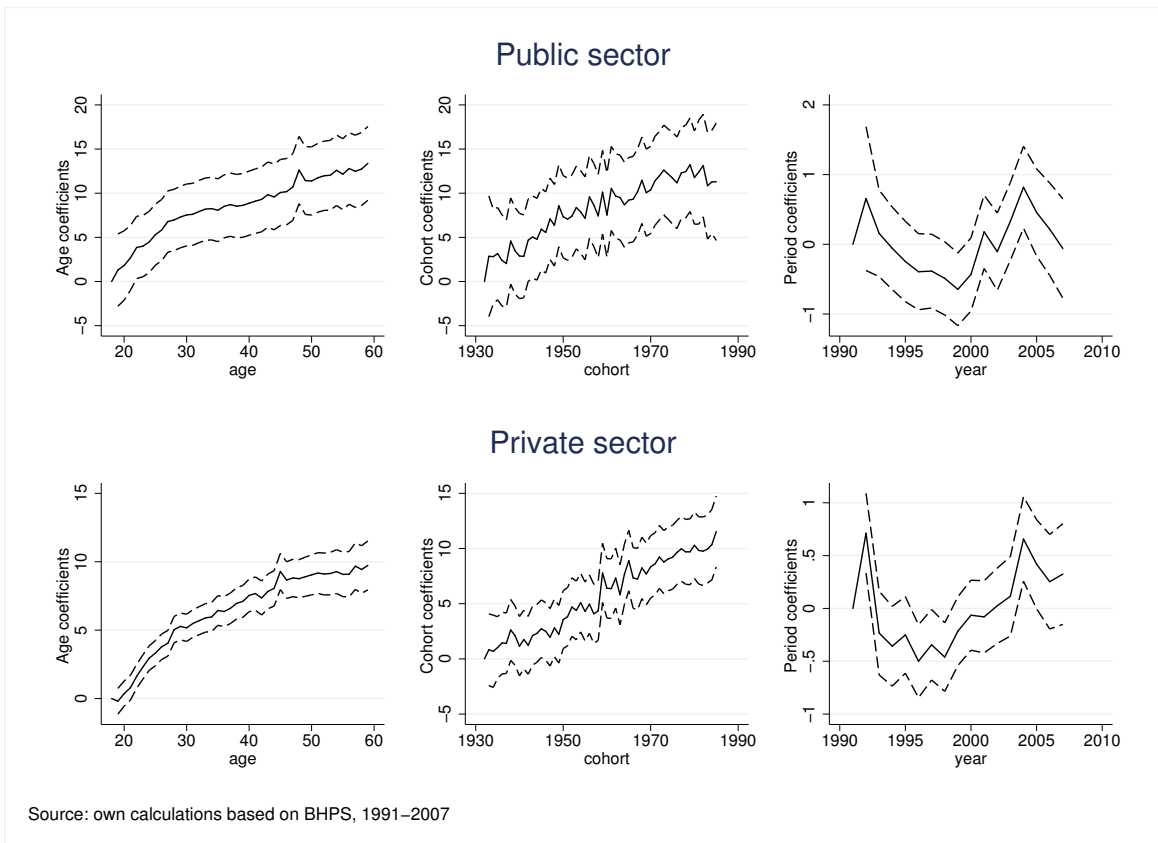 Public sector
Age coefficients
−5 0 5 10 15 20
20 30 40 50 60
age
Cohort coefficients
−5 0 5 10 15 20
1930 1950 1970 1990
cohort
Period coefficients
−1 0 1 2
1990 1995 2000 2005 2010
year
Private sector
Age coefficients
0 5 10 15
20 30 40 50 60
age
Cohort coefficients
−5 0 5 10 15
1930 1950 1970 1990
cohort
Period coefficients
−1 −.5 0 .5 1
1990 1995 2000 2005 2010
year
Source: own calculations based on BHPS, 1991−2007